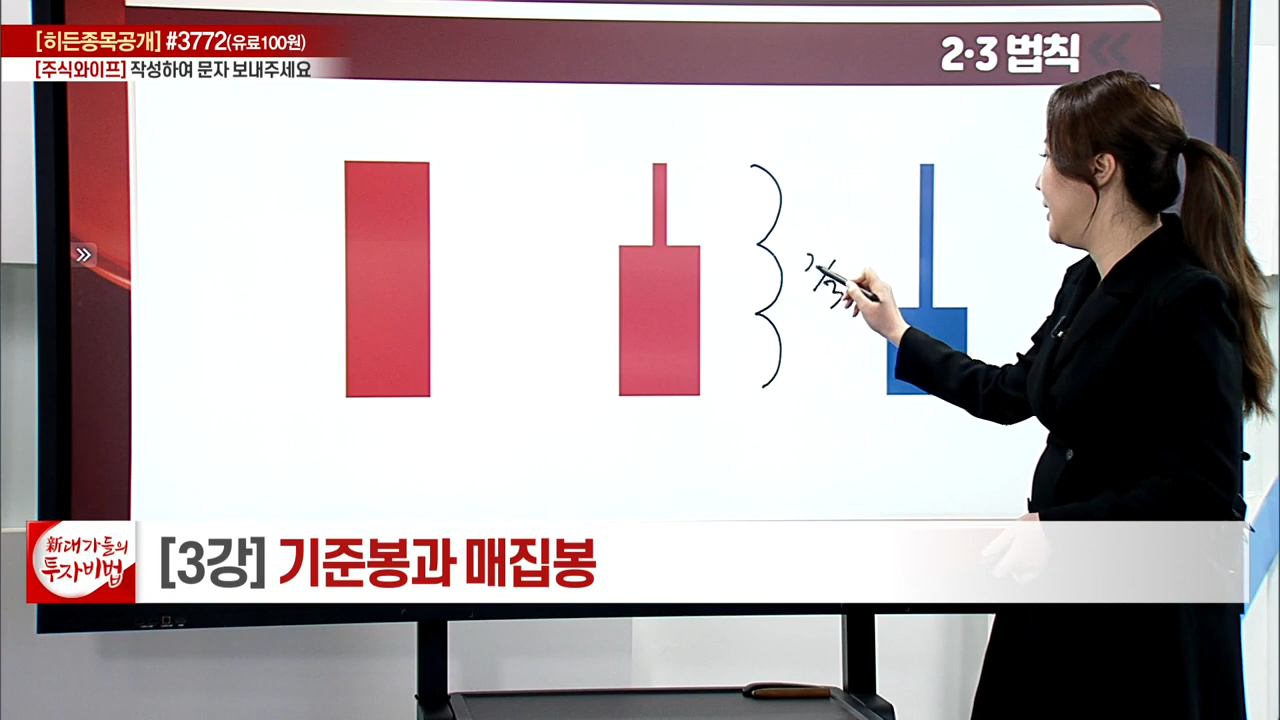 [히든종목공개] #3772(유료100원)
[주식와이프] 작성하여 문자 보내주세요
2·3 법칙
新대가들의
투자비법
[3강] 기준봉과 매집봉